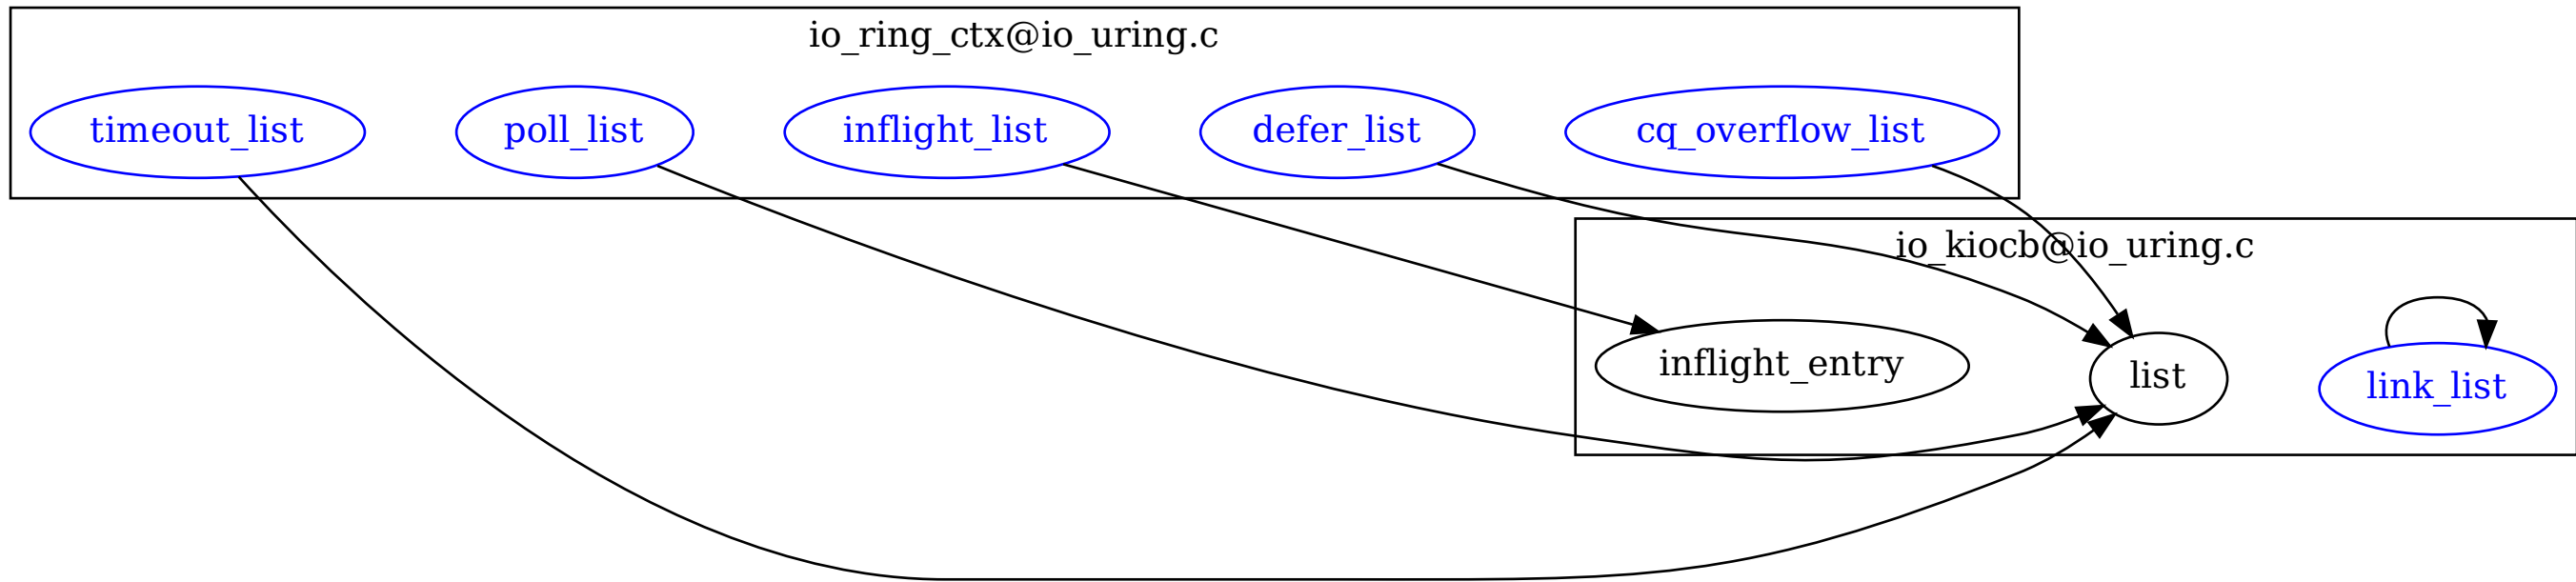 io_ring_ctx@io_uring.c
timeout_list
poll_list
inflight_list
defer_list
cq_overflow_list
io_kiocb@io_uring.c
inflight_entry
list
link_list